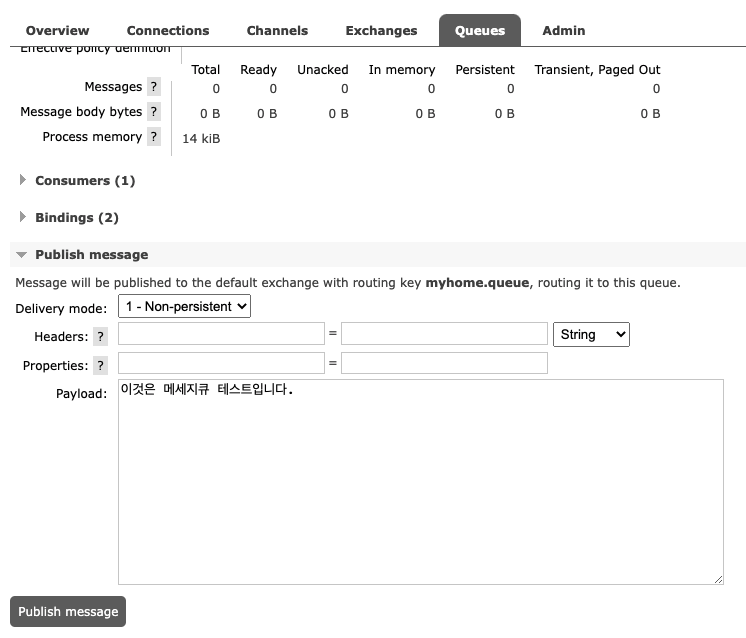 Overview Connections Channels Exchanges Queues Admin
Effective policy definition
Total Ready Unacked In memory Persistent Transient, Paged Out
Messages ? 0 0 0 0 0 0
Message body bytes ? 0 B 0 B 0 B 0 B 0 B 0 B
Process memory ? 14 kiB
Consumers (1)
Bindings (2)
Publish message
Message will be published to the default exchange with routing key myhome.queue, routing it to this queue.
Delivery mode: 1 - Non-persistent
Headers: ? = String
Properties: ? =
Payload: 이것은 메세지큐 테스트입니다.
Publish message